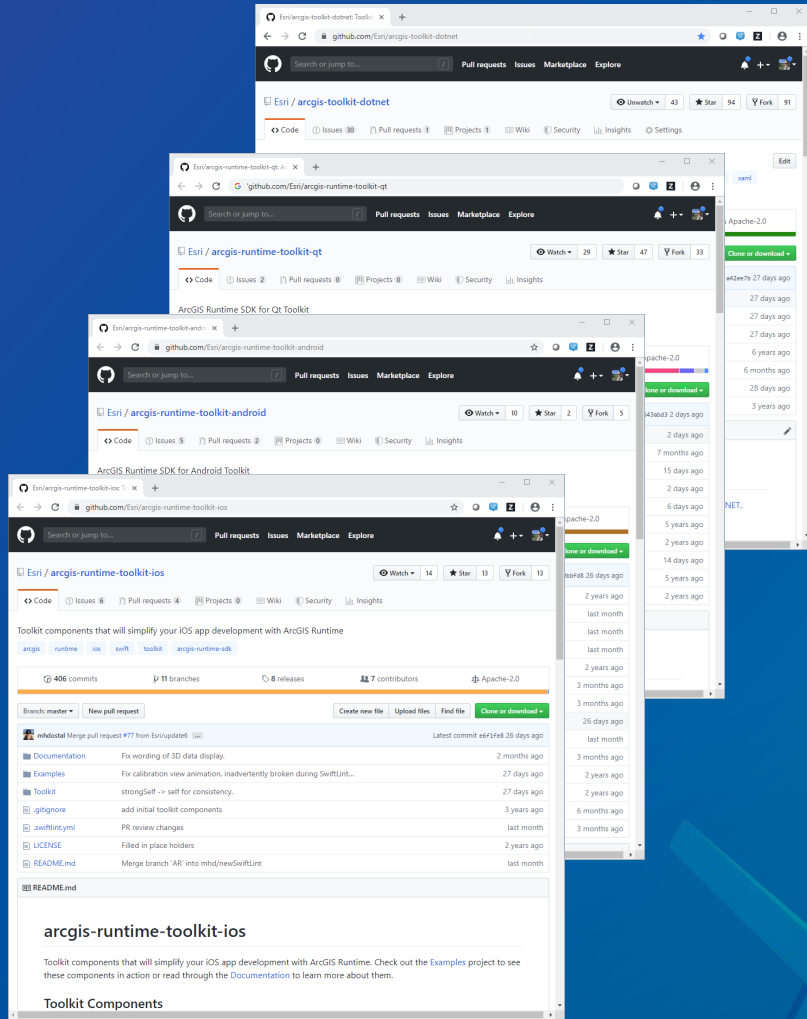 Esri/arcgis-toolkit-dotnet: Toolkit
github.com/Esri/arcgis-toolkit-dotnet
Search or jump to... / Pull requests Issues Marketplace Explore
Esri / arcgis-toolkit-dotnet Unwatch 43 Star 94 Fork 91
Code Issues 30 Pull requests 1 Projects 1 Wiki Security Insights Settings
Edit
xaml
Apache-2.0
Clone or download
a42ee7b 27 days ago
27 days ago
27 days ago
27 days ago
6 years ago
6 months ago
28 days ago
3 years ago
NET.
Esri/arcgis-runtime-toolkit-qt: Ar
'github.com/Esri/arcgis-runtime-toolkit-qt
Search or jump to... / Pull requests Issues Marketplace Explore
Esri / arcgis-runtime-toolkit-qt Watch 29 Star 47 Fork 33
Code Issues 2 Pull requests 0 Projects 0 Wiki Security Insights
ArcGIS Runtime SDK for Qt Toolkit
pache-2.0
lone or download
543abd3 2 days ago
2 days ago
7 months ago
15 days ago
2 days ago
6 days ago
5 years ago
2 years ago
14 days ago
5 years ago
2 years ago
Esri/arcgis-runtime-toolkit-andro
github.com/Esri/arcgis-runtime-toolkit-android
Search or jump to... / Pull requests Issues Marketplace Explore
Esri / arcgis-runtime-toolkit-android Watch 10 Star 2 Fork 5
Code Issues 5 Pull requests 2 Projects 0 Wiki Security Insights
ArcGIS Runtime SDK for Android Toolkit
pache-2.0
lone or download
26 days ago
2 years ago
last month
last month
last month
2 years ago
3 months ago
3 months ago
26 days ago
last month
3 months ago
2 years ago
2 years ago
6 months ago
3 months ago
Esri/arcgis-runtime-toolkit-ios: T
github.com/Esri/arcgis-runtime-toolkit-ios
Search or jump to... / Pull requests Issues Marketplace Explore
Esri / arcgis-runtime-toolkit-ios Watch 14 Star 13 Fork 13
Code Issues 6 Pull requests 4 Projects 0 Wiki Security Insights
Toolkit components that will simplify your iOS app development with ArcGIS Runtime
arcgis runtime ios swift toolkit arcgis-runtime-sdk
406 commits 11 branches 8 releases 7 contributors Apache-2.0
Branch: master New pull request Create new file Upload files Find file Clone or download
mhdostal Merge pull request #77 from Esri/update6 ... Latest commit e6f1fe8 26 days ago
Documentation Fix wording of 3D data display. 2 months ago
Examples Fix calibration view animation, inadvertently broken during SwiftLint... 27 days ago
Toolkit strongSelf -> self for consistency. 27 days ago
.gitignore add initial toolkit components 3 years ago
.swiftlint.yml PR review changes last month
LICENSE Filled in place holders 2 years ago
README.md Merge branch 'AR' into mhd/newSwiftLint last month
README.md
arcgis-runtime-toolkit-ios
Toolkit components that will simplify your iOS app development with ArcGIS Runtime. Check out the Examples project to see
these components in action or read through the Documentation to learn more about them.
Toolkit Components